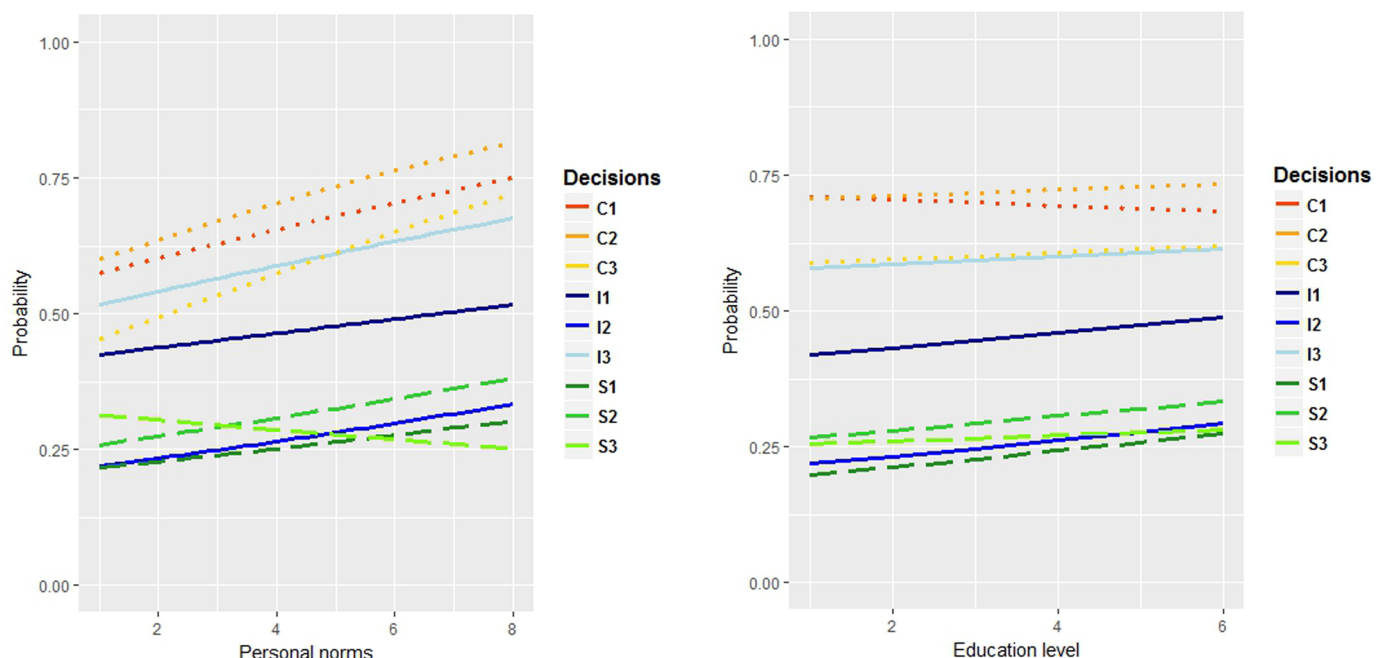 1.00
0.75
0.50
0.25
0.00
Probability
2 4 6 8
Personal norms
Decisions
C1
C2
C3
I1
I2
I3
S1
S2
S3
1.00
0.75
0.50
0.25
0.00
Probability
2 4 6
Education level
Decisions
C1
C2
C3
I1
I2
I3
S1
S2
S3